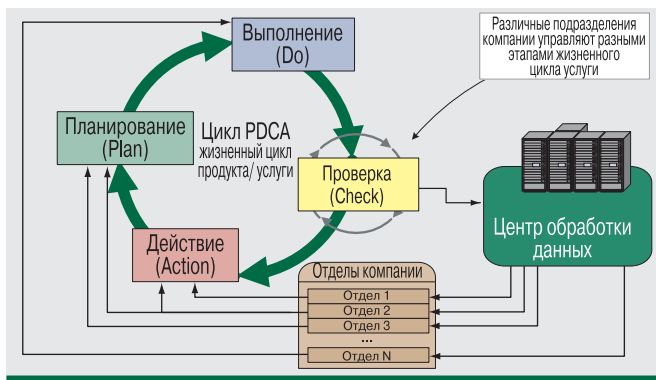 Выполнение
(Do)
Различные подразделения
компании управляют разными
этапами жизненного
цикла услуги
Планирование
(Plan)
Цикл PDCA
жизненный цикл
продукта/ услуги
Проверка
(Check)
Центр обработки
данных
Действие
(Action)
Отделы компании
Отдел 1
Отдел 2
Отдел 3
...
Отдел N